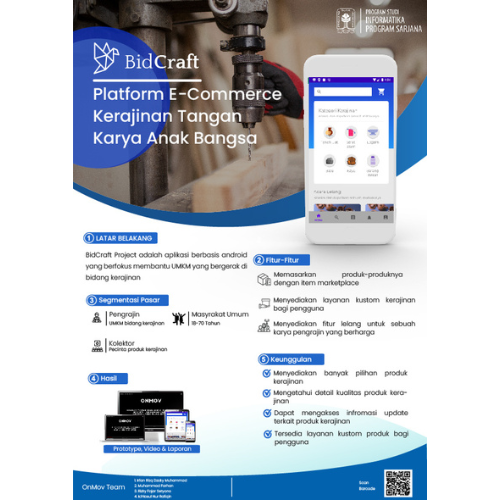 PROGRAM STUDI
INFORMATIKA
PROGRAM SARJANA
BidCraft
Platform E-Commerce
Kerajinan Tangan
Karya Anak Bangsa
1 LATAR BELAKANG
BidCraft Project adalah aplikasi berbasis android
yang berfokus membantu UMKM yang bergerak di
bidang kerajinan
2 Fitur-Fitur
Memasarkan produk-produknya
dengan item marketplace
Menyediakan layanan kustom kerajinan
bagi pengguna
Menyediakan fitur lelang untuk sebuah
karya pengrajin yang berharga
3 Segmentasi Pasar
Pengrajin
UMKM bidang kerajinan
Masyrakat Umum
18-70 Tahun
Kolektor
Pecinta produk kerajinan
4 Hasil
ONMOV
Prototype, Video & Laporan
5 Keunggulan
Menyediakan banyak pilihan produk
kerajinan
Mengetahui detail kualitas produk kera-
jinan
Dapat mengakses infromasi update
terkait produk kerajinan
Tersedia layanan kustom produk bagi
pengguna
OnMov Team
Scan
Barcode